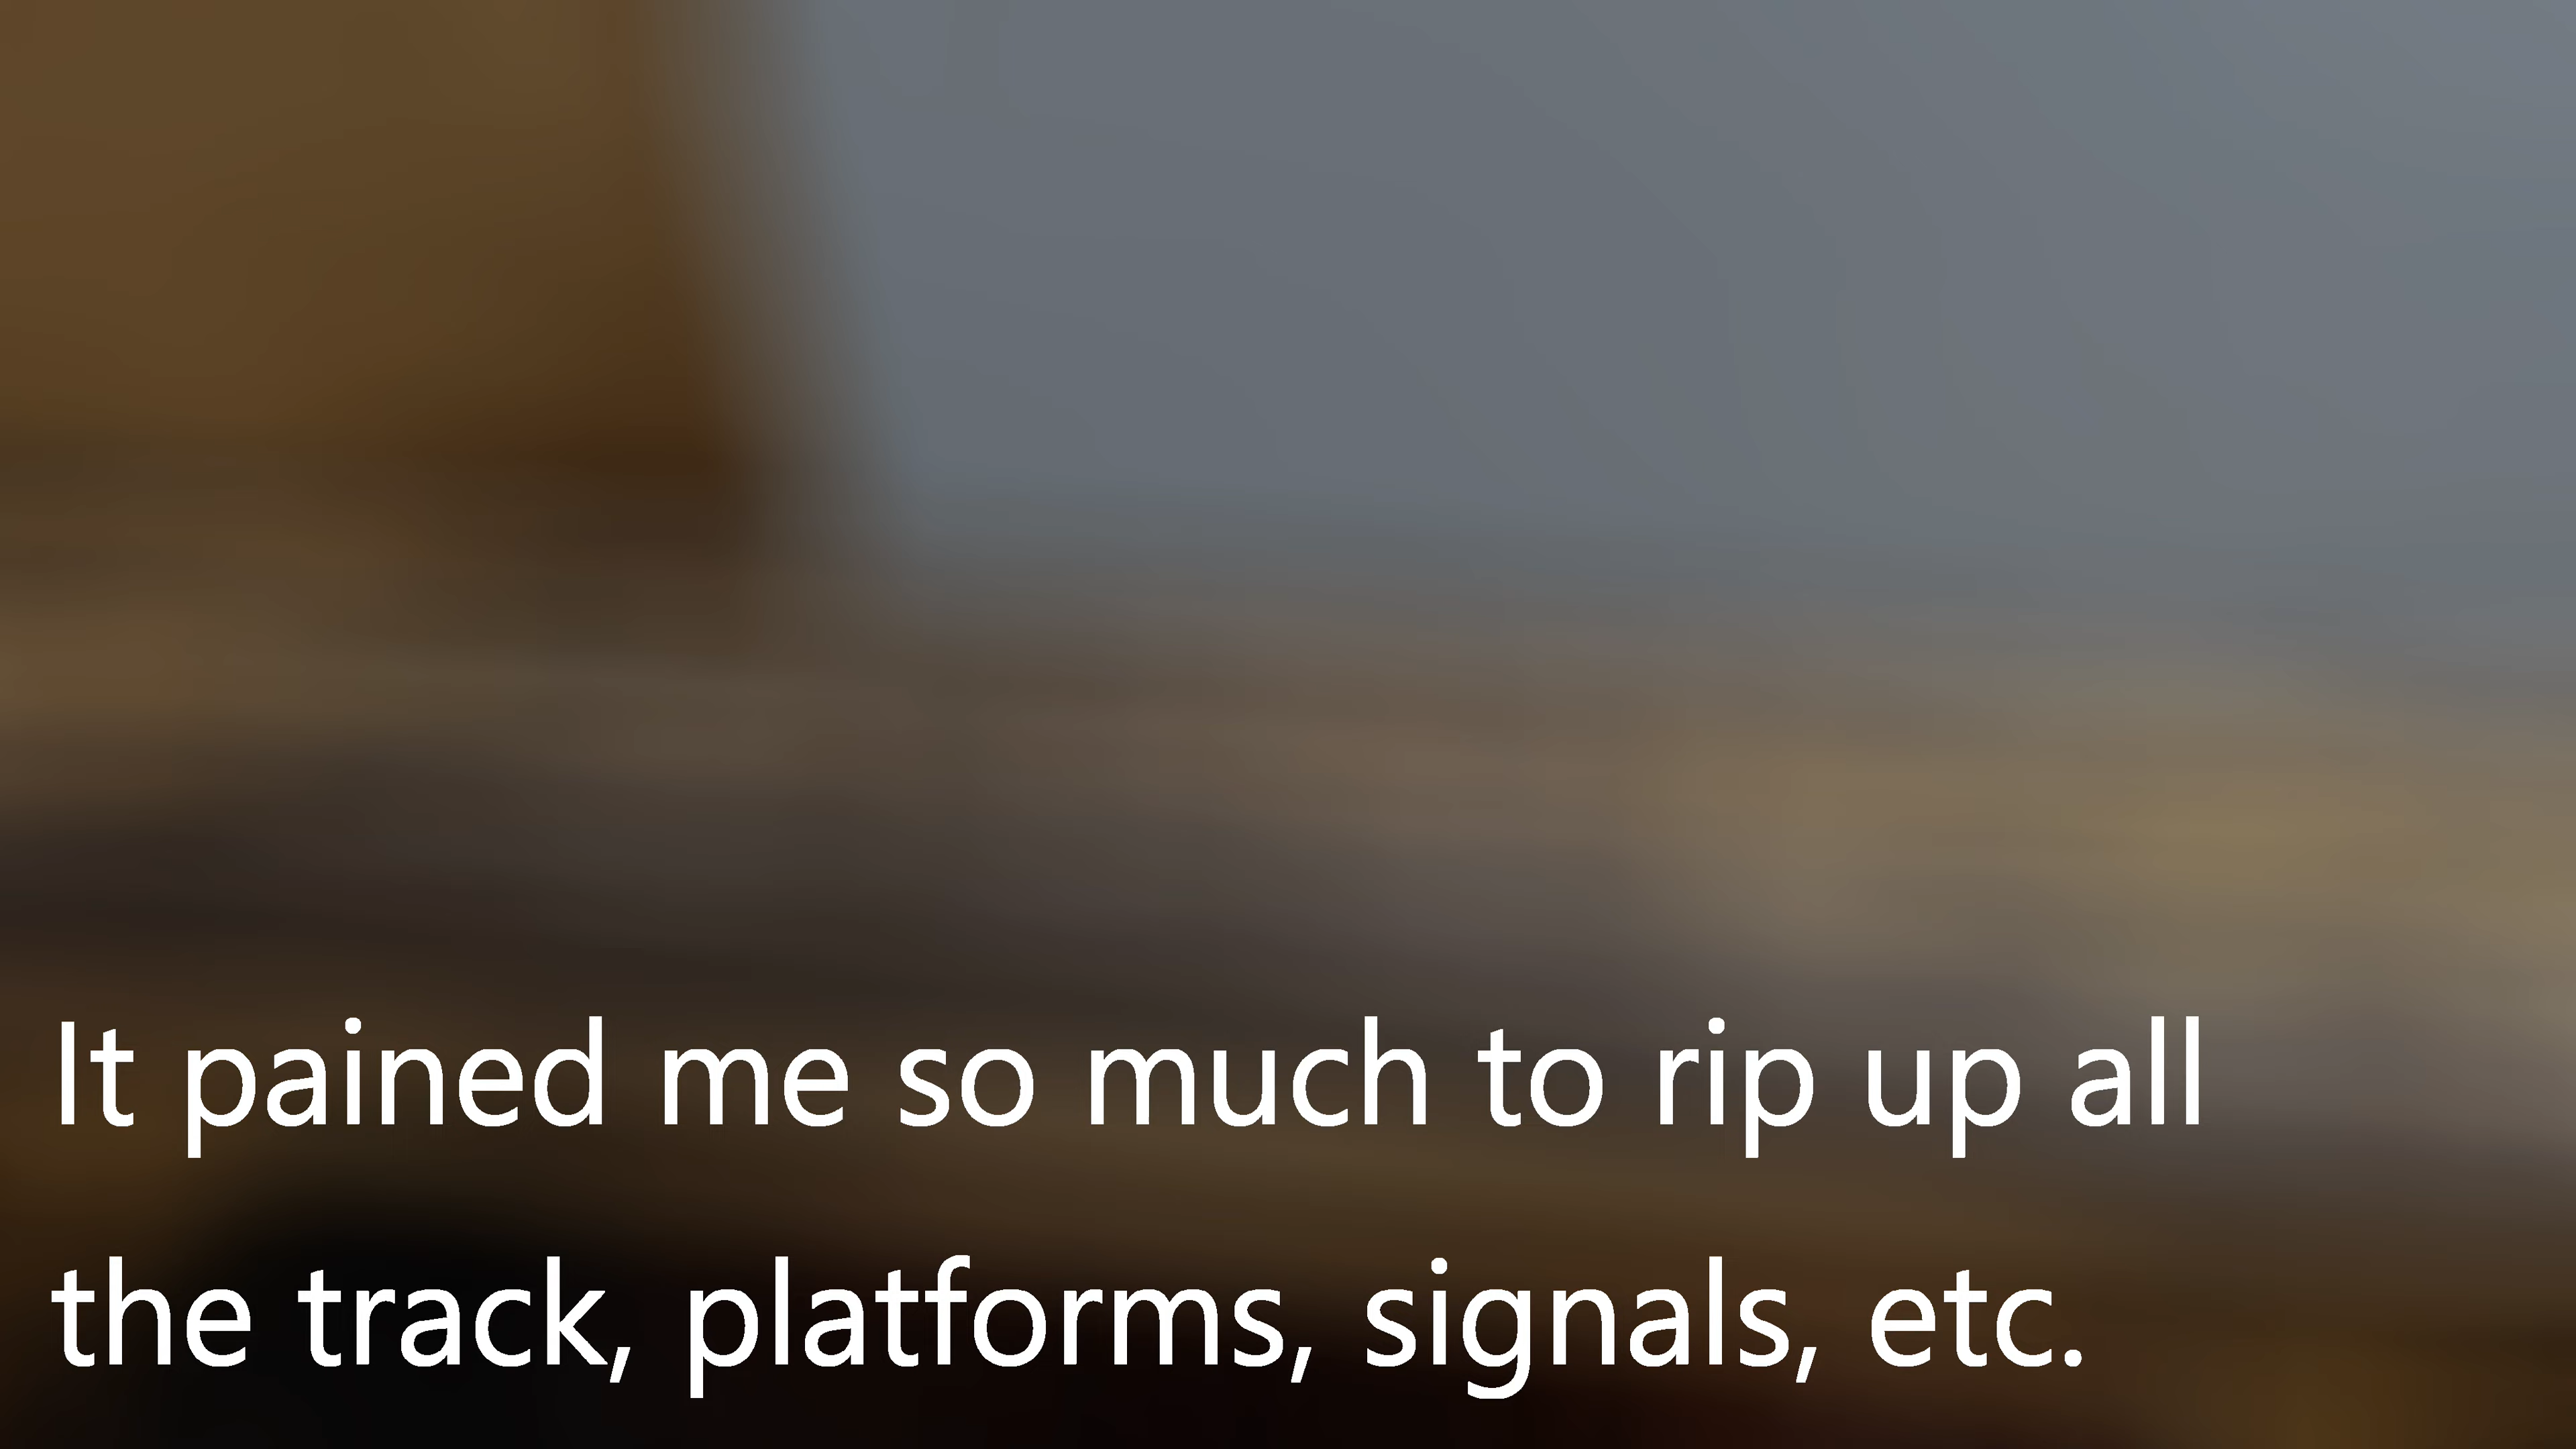 It pained me so much to rip up all
the track, platforms, signals, etc.